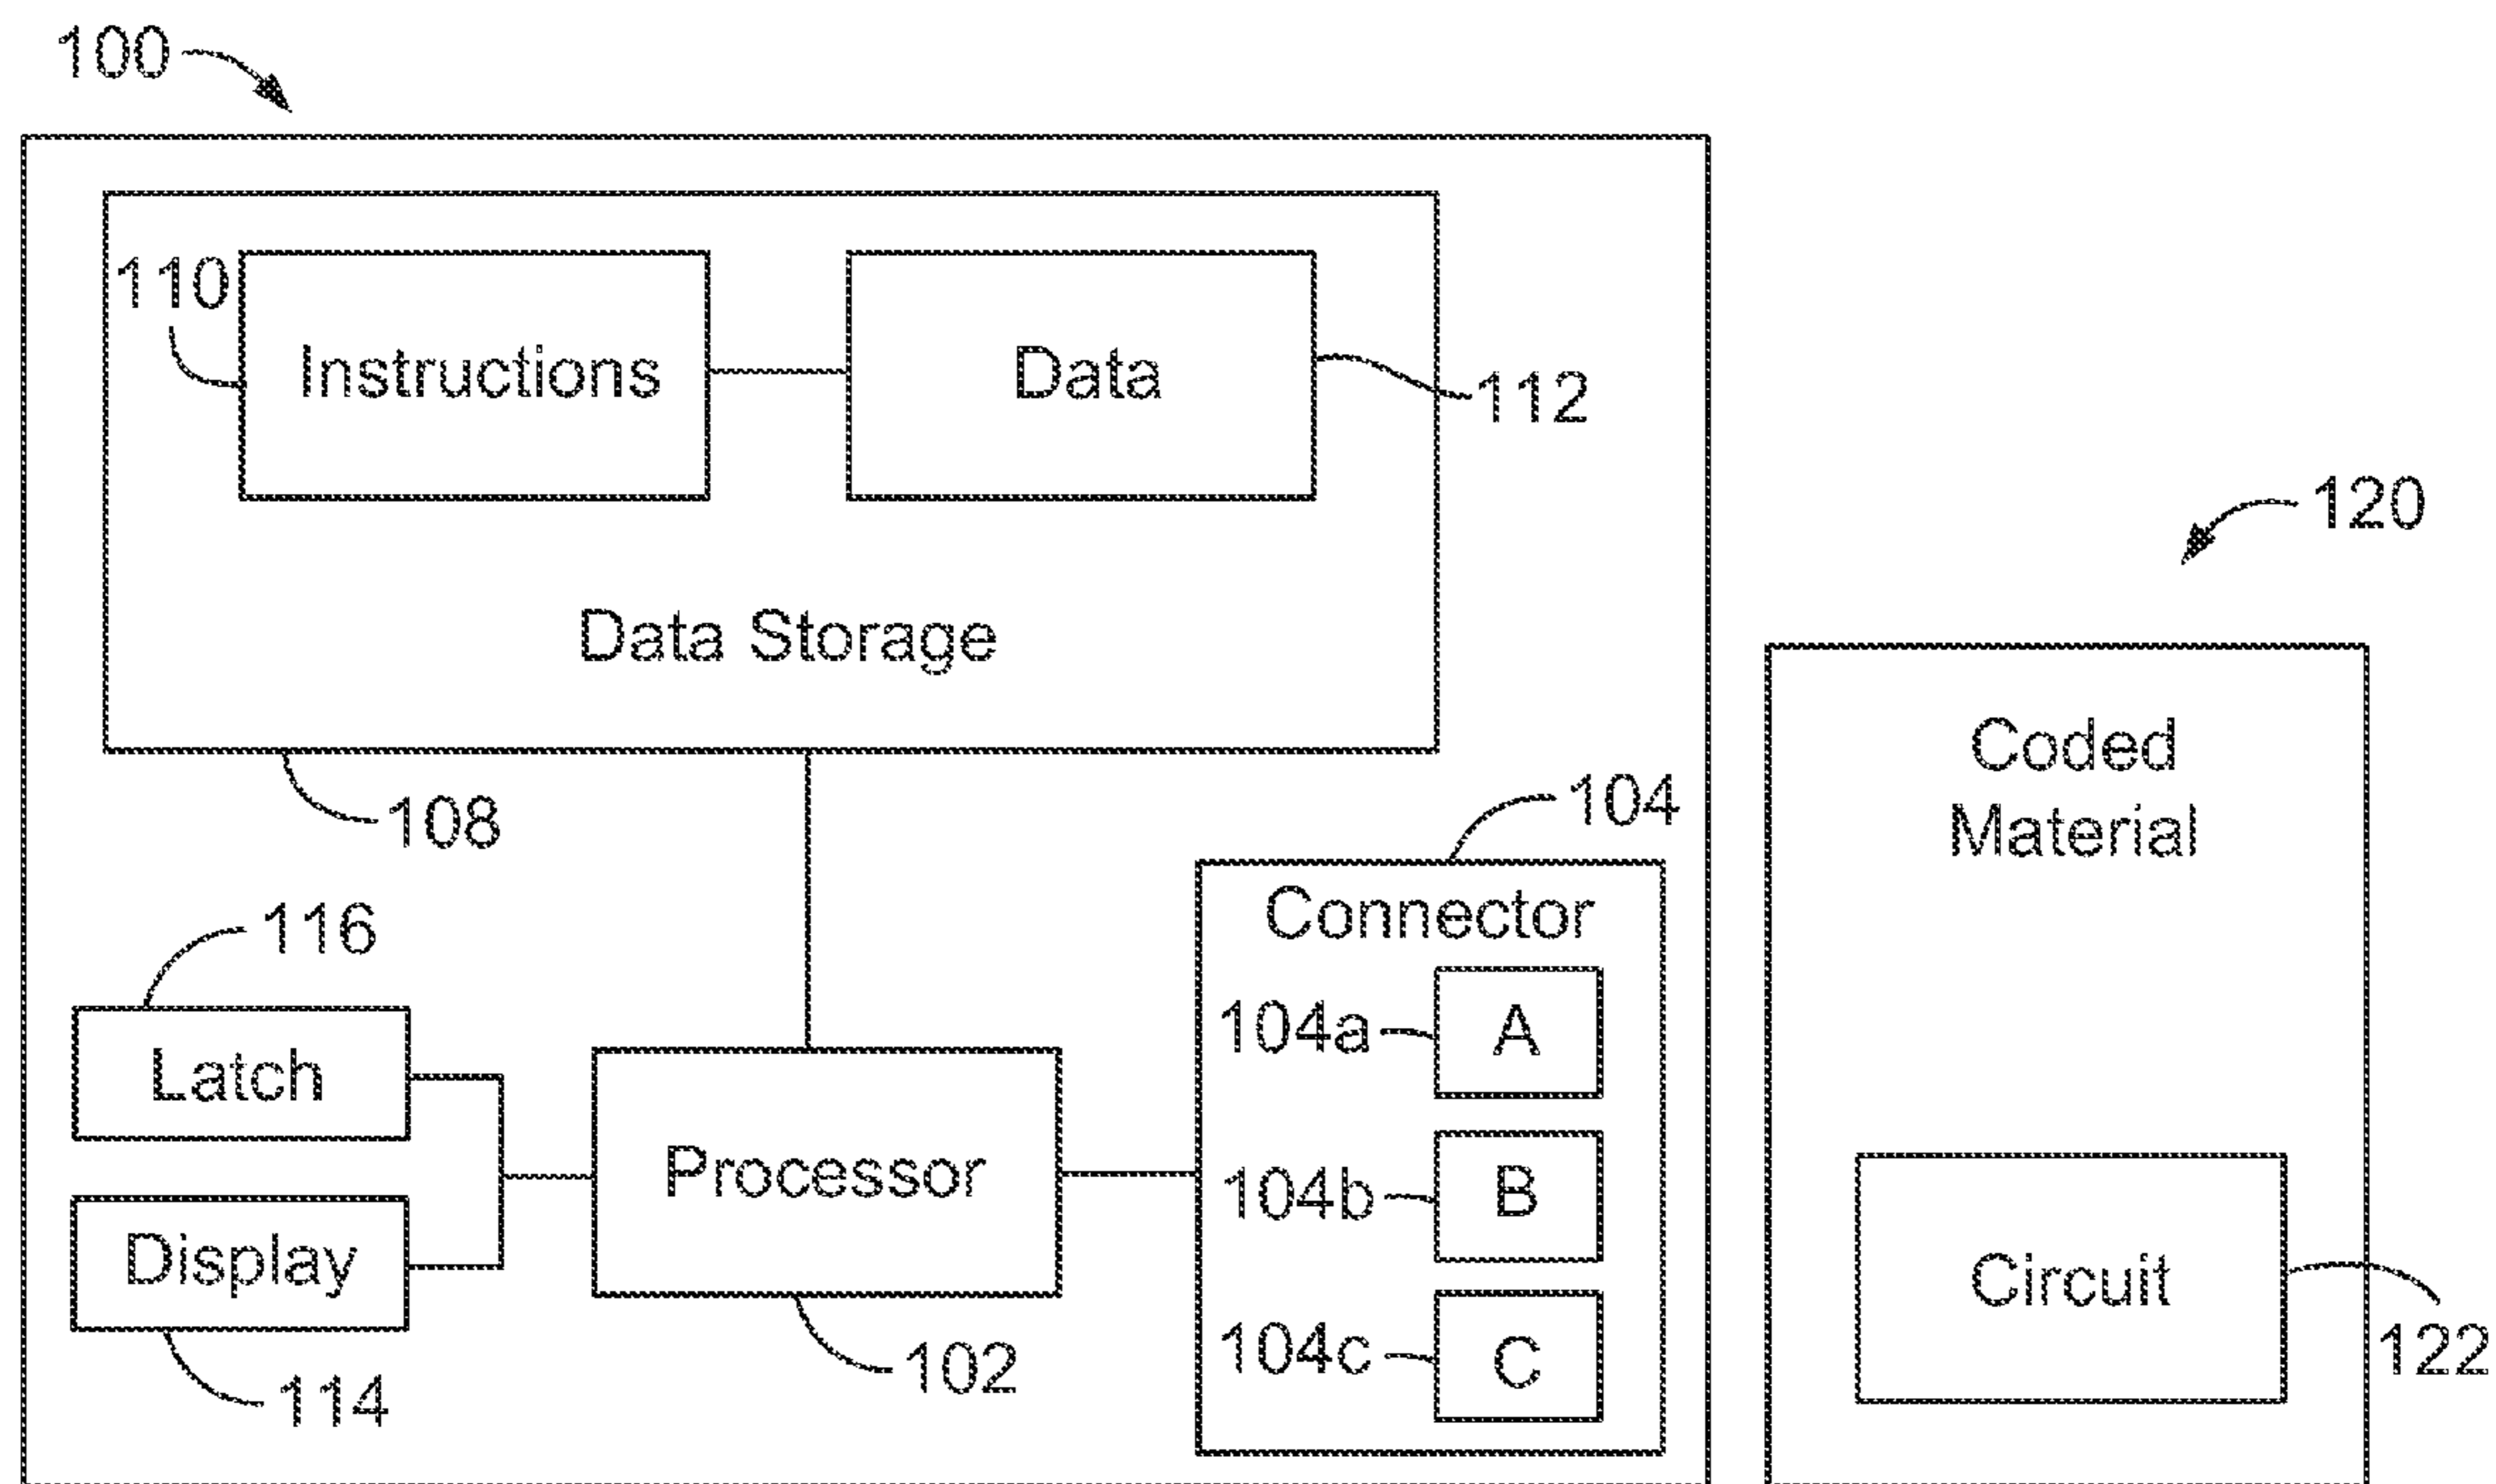 100
110
Instructions
Data
112
120
Data Storage
Coded
Material
108
104
Connector
116
104a
A
Latch
Processor
104b
B
Display
Circuit
104c
C
102
122
114